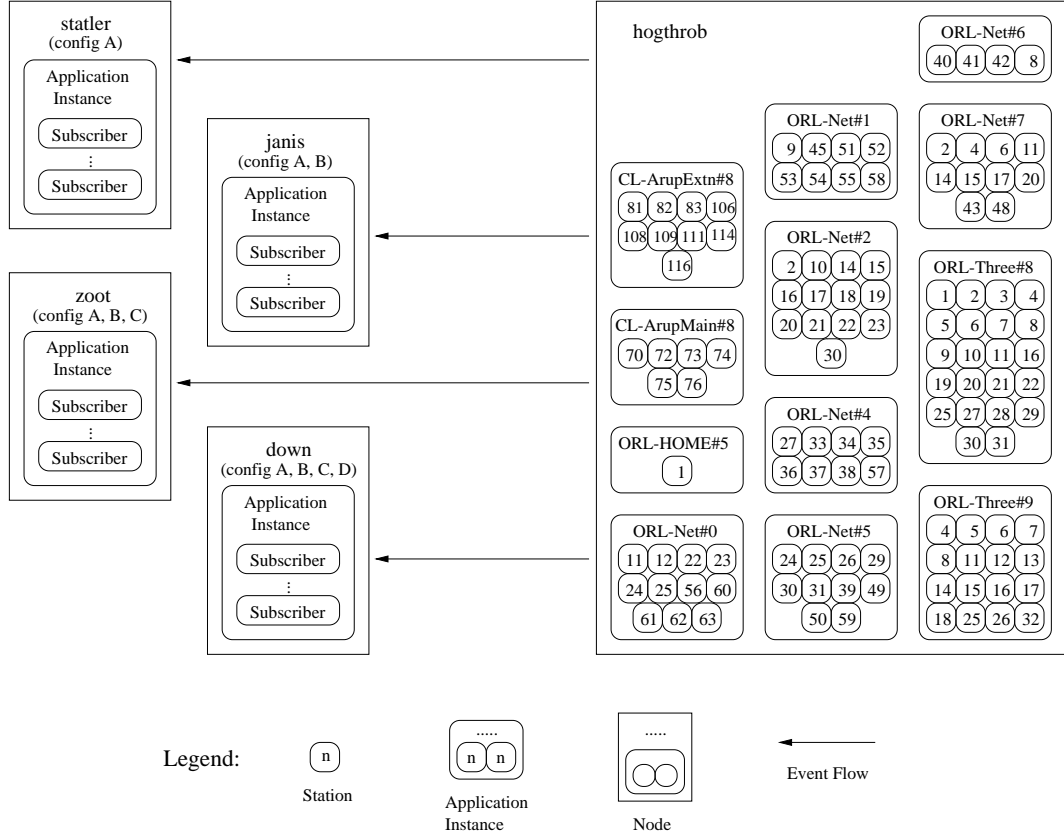 statler
(config A)
Application
Instance
Subscriber
...
Subscriber
janis
(config A, B)
Application
Instance
Subscriber
...
Subscriber
zoot
(config A, B, C)
Application
Instance
Subscriber
...
Subscriber
down
(config A, B, C, D)
Application
Instance
Subscriber
...
Subscriber
hogthrob
CL-ArupExtn#8
81 82 83 106
108 109 111 114
116
CL-ArupMain#8
70 72 73 74
75 76
ORL-HOME#5
1
ORL-Net#0
11 12 22 23
24 25 56 60
61 62 63
ORL-Net#1
9 45 51 52
53 54 55 58
ORL-Net#2
2 10 14 15
16 17 18 19
20 21 22 23
30
ORL-Net#4
27 33 34 35
36 37 38 57
ORL-Net#5
24 25 26 29
30 31 39 49
50 59
ORL-Net#6
40 41 42 8
ORL-Net#7
2 4 6 11
14 15 17 20
43 48
ORL-Three#8
1 2 3 4
5 6 7 8
9 10 11 16
19 20 21 22
25 27 28 29
30 31
ORL-Three#9
4 5 6 7
8 11 12 13
14 15 16 17
18 25 26 32
Legend:
n
Station
.....
n n
Application
Instance
.....
Node
Event Flow